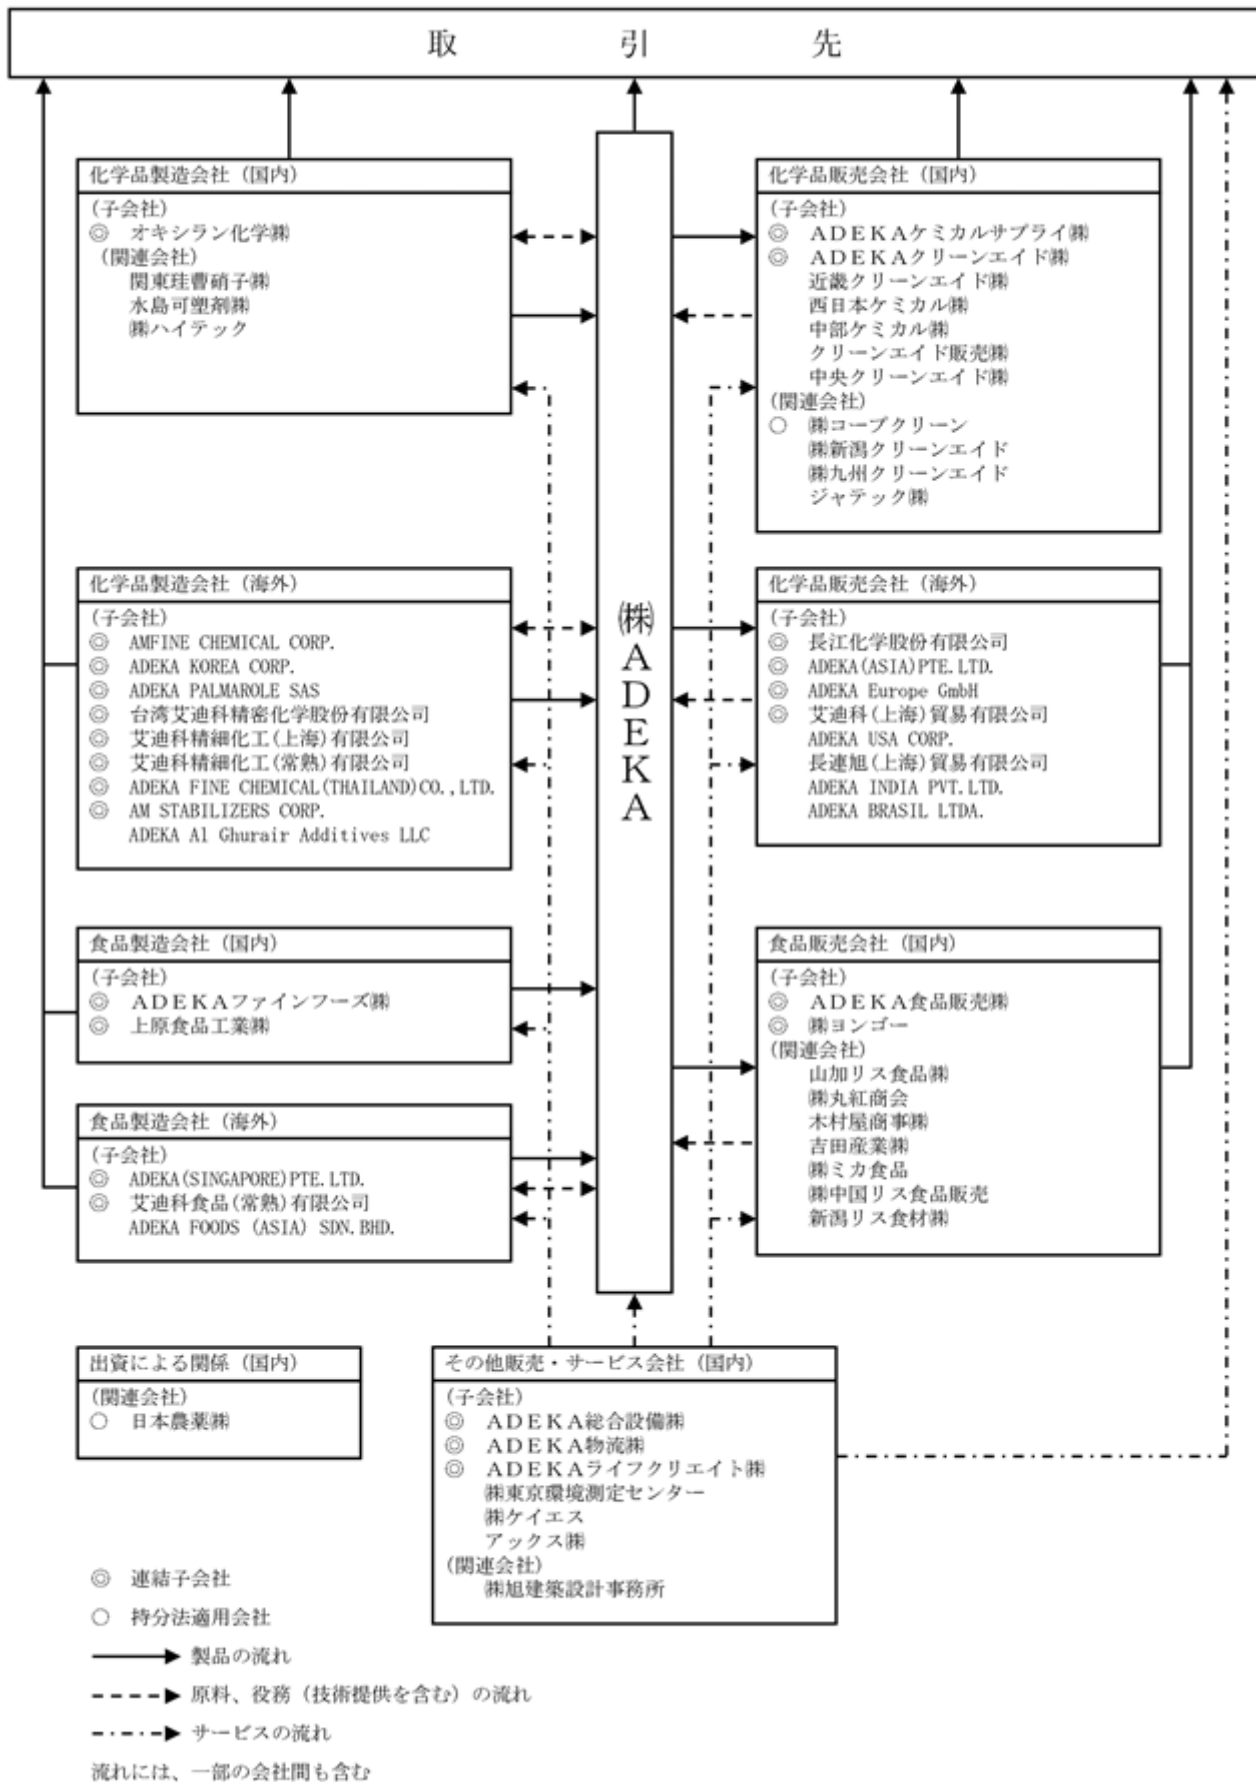 取引先
化学品製造会社（国内）
(子会社)
◎ オキシラン化学㈱
(関連会社)
関東珪曹硝子㈱
水島可塑剤㈱
㈱ハイテック
化学品販売会社（国内）
(子会社)
◎ ＡＤＥＫＡケミカルサプライ㈱
◎ ＡＤＥＫＡクリーンエイド㈱
近畿クリーンエイド㈱
西日本ケミカル㈱
中部ケミカル㈱
クリーンエイド販売㈱
中央クリーンエイド㈱
(関連会社)
○ ㈱コープクリーン
㈱新潟クリーンエイド
㈱九州クリーンエイド
ジャテック㈱
㈱ＡＤＥＫＡ
化学品製造会社（海外）
(子会社)
◎ AMFINE CHEMICAL CORP.
◎ ADEKA KOREA CORP.
◎ ADEKA PALMAROLE SAS
◎ 台湾艾迪科精密化学股份有限公司
◎ 艾迪科精細化工(上海)有限公司
◎ 艾迪科精細化工(常熟)有限公司
◎ ADEKA FINE CHEMICAL(THAILAND)CO.,LTD.
◎ AM STABILIZERS CORP.
ADEKA Al Ghurair Additives LLC
化学品販売会社（海外）
(子会社)
◎ 長江化学股份有限公司
◎ ADEKA(ASIA)PTE.LTD.
◎ ADEKA Europe GmbH
◎ 艾迪科(上海)貿易有限公司
ADEKA USA CORP.
長連旭(上海)貿易有限公司
ADEKA INDIA PVT.LTD.
ADEKA BRASIL LTDA.
食品製造会社（国内）
(子会社)
◎ ＡＤＥＫＡファインフーズ㈱
◎ 上原食品工業㈱
食品販売会社（国内）
(子会社)
◎ ＡＤＥＫＡ食品販売㈱
◎ ㈱ヨンゴー
(関連会社)
山加リス食品㈱
㈱丸紅商会
木村屋商事㈱
吉田産業㈱
㈱ミカ食品
㈱中国リス食品販売
新潟リス食材㈱
食品製造会社（海外）
(子会社)
◎ ADEKA(SINGAPORE)PTE.LTD.
◎ 艾迪科食品(常熟)有限公司
ADEKA FOODS (ASIA) SDN.BHD.
出資による関係（国内）
(関連会社)
○ 日本農薬㈱
その他販売・サービス会社（国内）
(子会社)
◎ ＡＤＥＫＡ総合設備㈱
◎ ＡＤＥＫＡ物流㈱
◎ ＡＤＥＫＡライフクリエイト㈱
㈱東京環境測定センター
㈱ケイエス
アックス㈱
(関連会社)
㈱旭建築設計事務所
◎ 連結子会社
○ 持分法適用会社
製品の流れ
原料、役務（技術提供を含む）の流れ
サービスの流れ
流れには、一部の会社間も含む